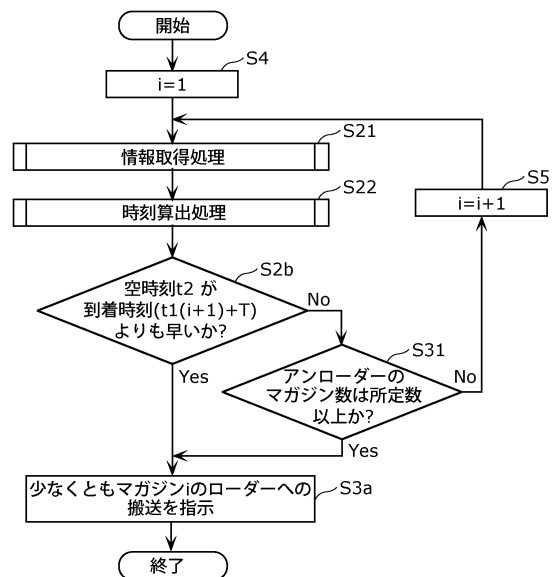 開始
S4
i=1
S21
情報取得処理
S5
i=i+1
S22
時刻算出処理
S2b
空時刻t2 が
到着時刻(t1(i+1)+T)
よりも早いか?
No
Yes
S31
アンローダーの
マガジン数は所定数
以上か?
No
Yes
少なくともマガジンiのローダーへの
搬送を指示
S3a
終了